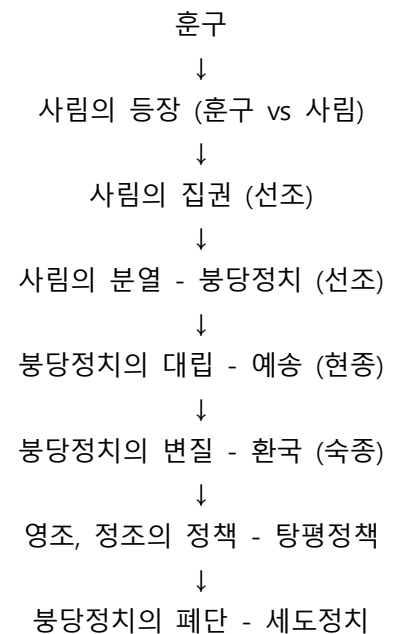 훈구
↓
사림의 등장 (훈구 vs 사림)
↓
사림의 집권 (선조)
↓
사림의 분열 - 붕당정치 (선조)
↓
붕당정치의 대립 - 예송 (현종)
↓
붕당정치의 변질 - 환국 (숙종)
↓
영조, 정조의 정책 - 탕평정책
↓
붕당정치의 폐단 - 세도정치